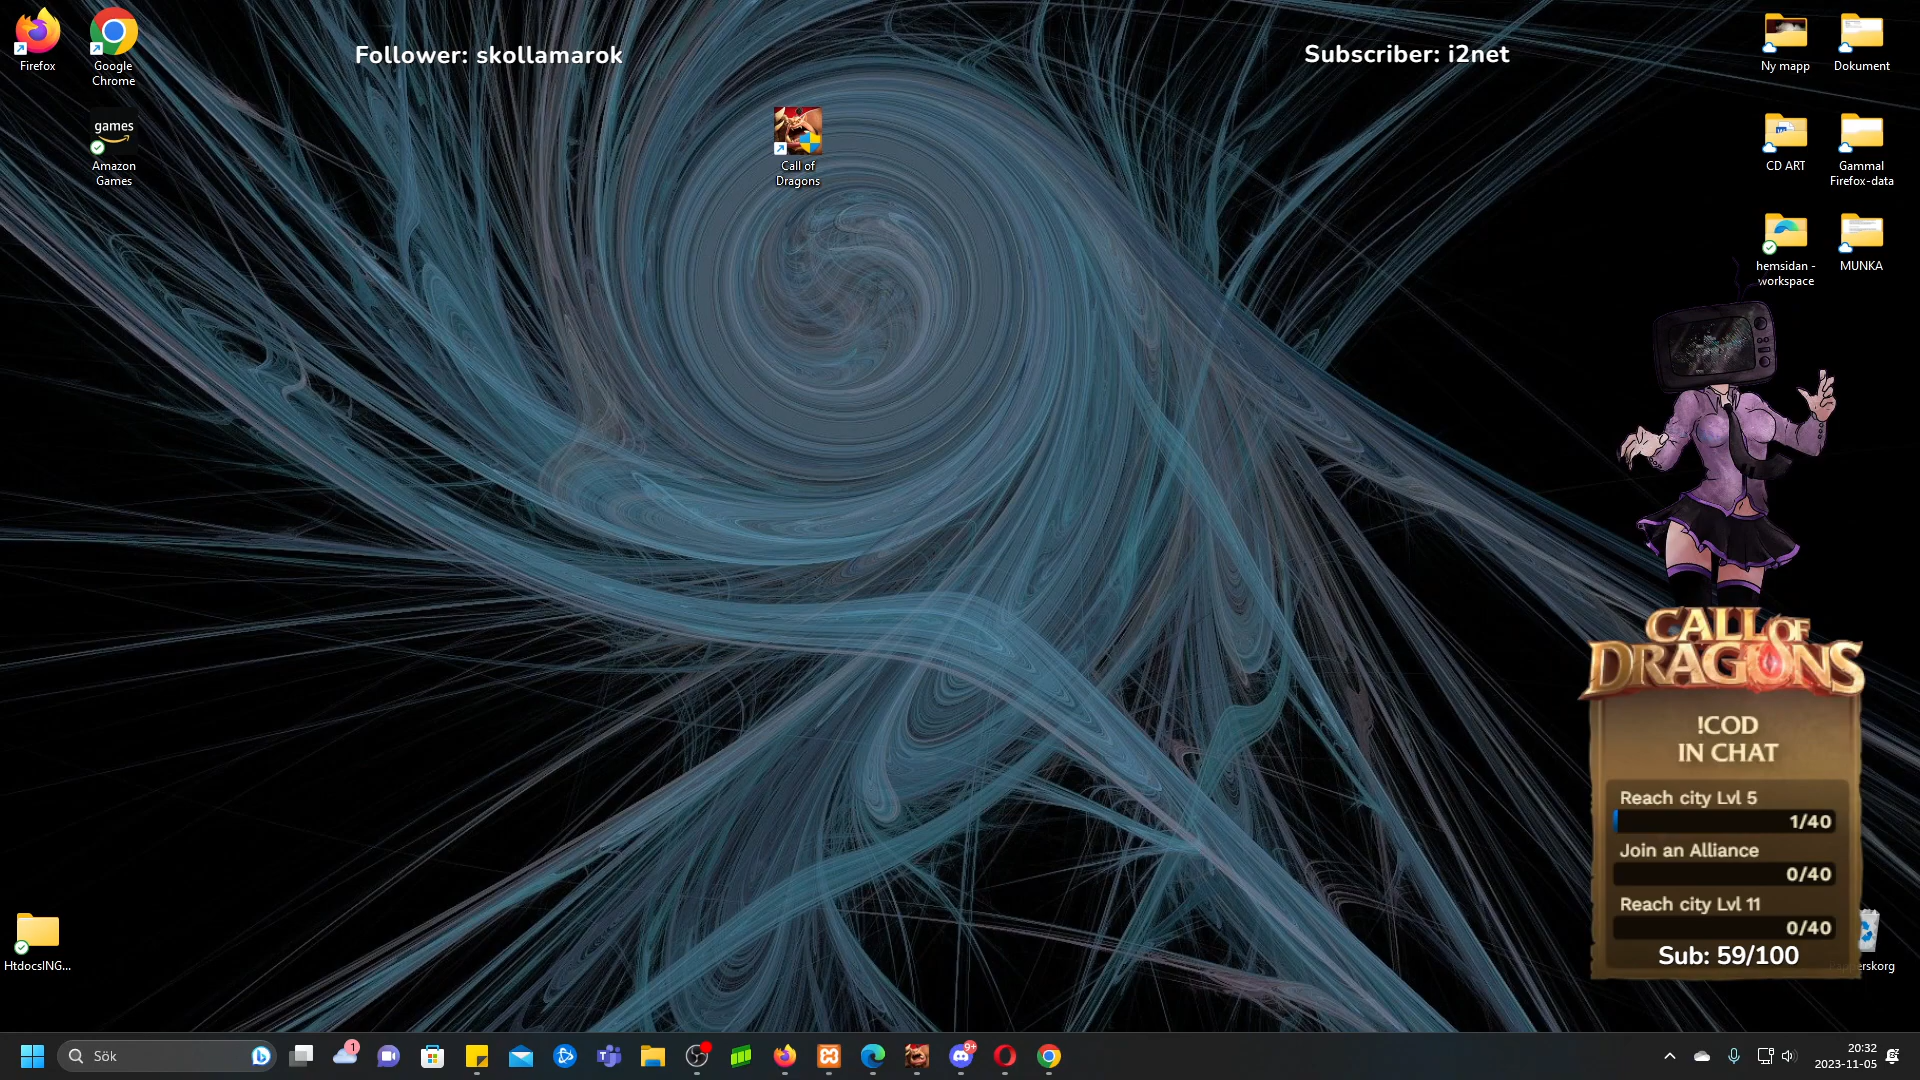 Follower: skollamarok
Subscriber: i2net
Firefox
Google
Chrome
games
Amazon
Games
Call of
Dragons
Ny mapp
Dokument
CD ART
Gammal
Firefox-data
hemsidan -
workspace
MUNKA
CALL OF
DRAGONS
!COD
IN CHAT
Reach city Lvl 5
1/40
Join an Alliance
0/40
Reach city Lvl 11
0/40
Sub: 59/100
HtdocsING...
Sök
1
9+
20:32
2023-11-05